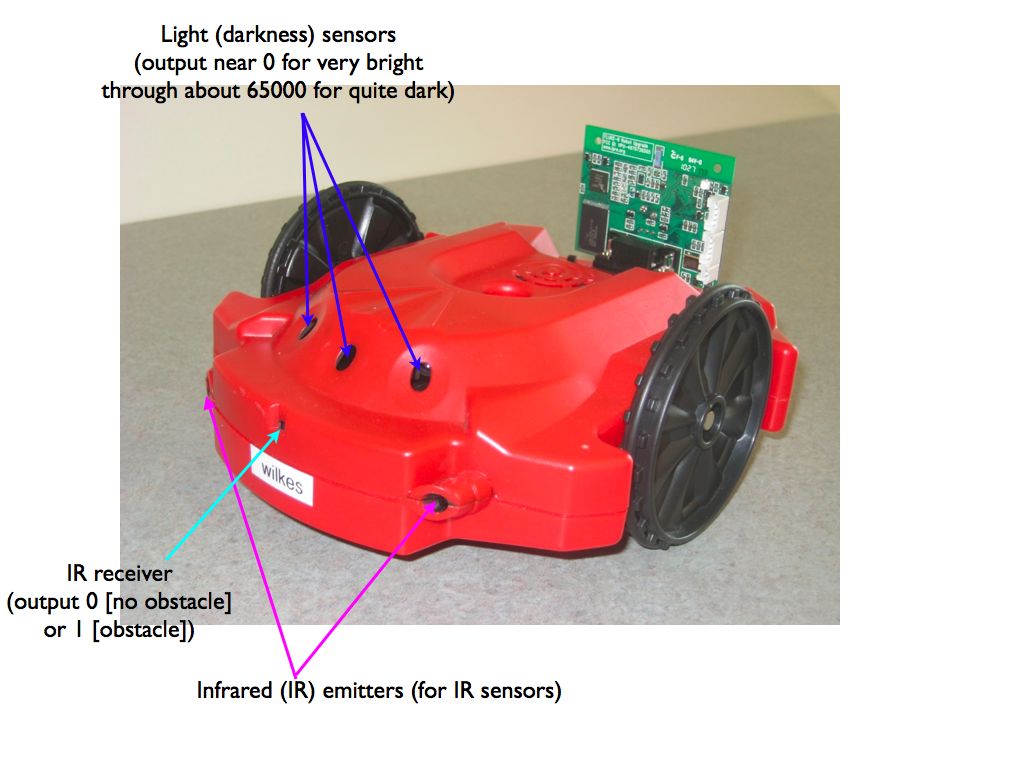 Light (darkness) sensors
(output near 0 for very bright
through about 65000 for quite dark)
1027
wilkes
IR receiver
(output 0 [no obstacle]
or 1 [obstacle])
Infrared (IR) emitters (for IR sensors)